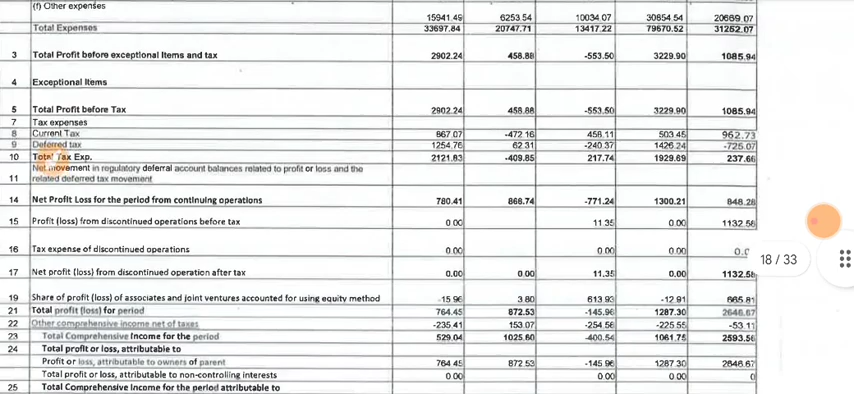 (f) Other expenses 15941.49 6253.54 10034.07 30654.54 20669.07
Total Expenses 33697.84 20747.71 13417.22 79670.52 31252.07
3 Total Profit before exceptional Items and tax 2902.24 458.88 -553.50 3229.90 1085.94
4 Exceptional Items
5 Total Profit before Tax 2902.24 458.88 -553.50 3229.90 1085.94
7 Tax expenses
8 Current Tax 867.07 -472.16 458.11 503.45 962.73
9 Deferred tax 1254.76 62.31 -240.37 1426.24 -725.07
10 Total Tax Exp. 2121.83 -409.85 217.74 1929.69 237.66
Net movement in regulatory deferral account balances related to profit or loss and the
11 related deferred tax movement
14 Net Profit Loss for the period from continuing operations 780.41 868.74 -771.24 1300.21 848.28
15 Profit (loss) from discontinued operations before tax 0.00 11.35 0.00 1132.58
16 Tax expense of discontinued operations 0.00 0.00 0.00
17 Net profit (loss) from discontinued operation after tax 0.00 0.00 11.35 0.00 1132.58
18 / 33
19 Share of profit (loss) of associates and joint ventures accounted for using equity method -15.96 3.80 613.93 -12.91 665.81
21 Total profit (loss) for period 764.45 872.53 -145.96 1287.30 2646.67
22 Other comprehensive income net of taxes -235.41 153.07 -254.56 -225.55 -53.11
23 Total Comprehensive Income for the period 529.04 1025.60 -400.54 1061.75 2593.56
24 Total profit or loss, attributable to
Profit or loss, attributable to owners of parent 764.45 872.53 -145.96 1287.30 2646.67
Total profit or loss, attributable to non-controlling interests 0.00 0.00 0.00 0
25 Total Comprehensive Income for the period attributable to